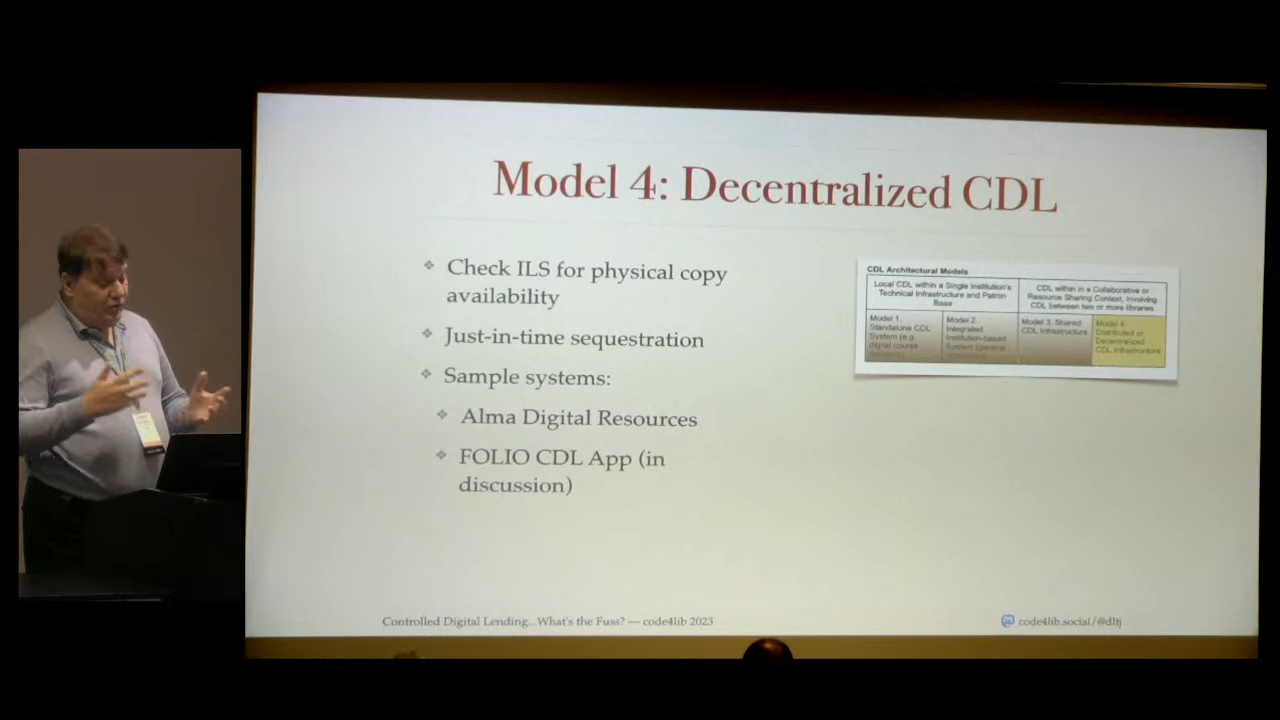 Model 4: Decentralized CDL
❖ Check ILS for physical copy
availability
❖ Just-in-time sequestration
❖ Sample systems:
❖ Alma Digital Resources
❖ FOLIO CDL App (in
discussion)
CDL Architectural Models
Local CDL within a Single Institution's
Technical Infrastructure and Patron
Base
CDL within in a Collaborative or
Resource Sharing Context, Involving
CDL between two or more libraries
Model 1.
Standalone CDL
System (e.g.
digital course
Model 2.
Integrated
Institution-based
System (general
Model 3. Shared
CDL Infrastructure
Model 4
Distributed or
Decentralized
CDL Infrastructure
Controlled Digital Lending...What's the Fuss? — code4lib 2023
code4lib.social/@dltj